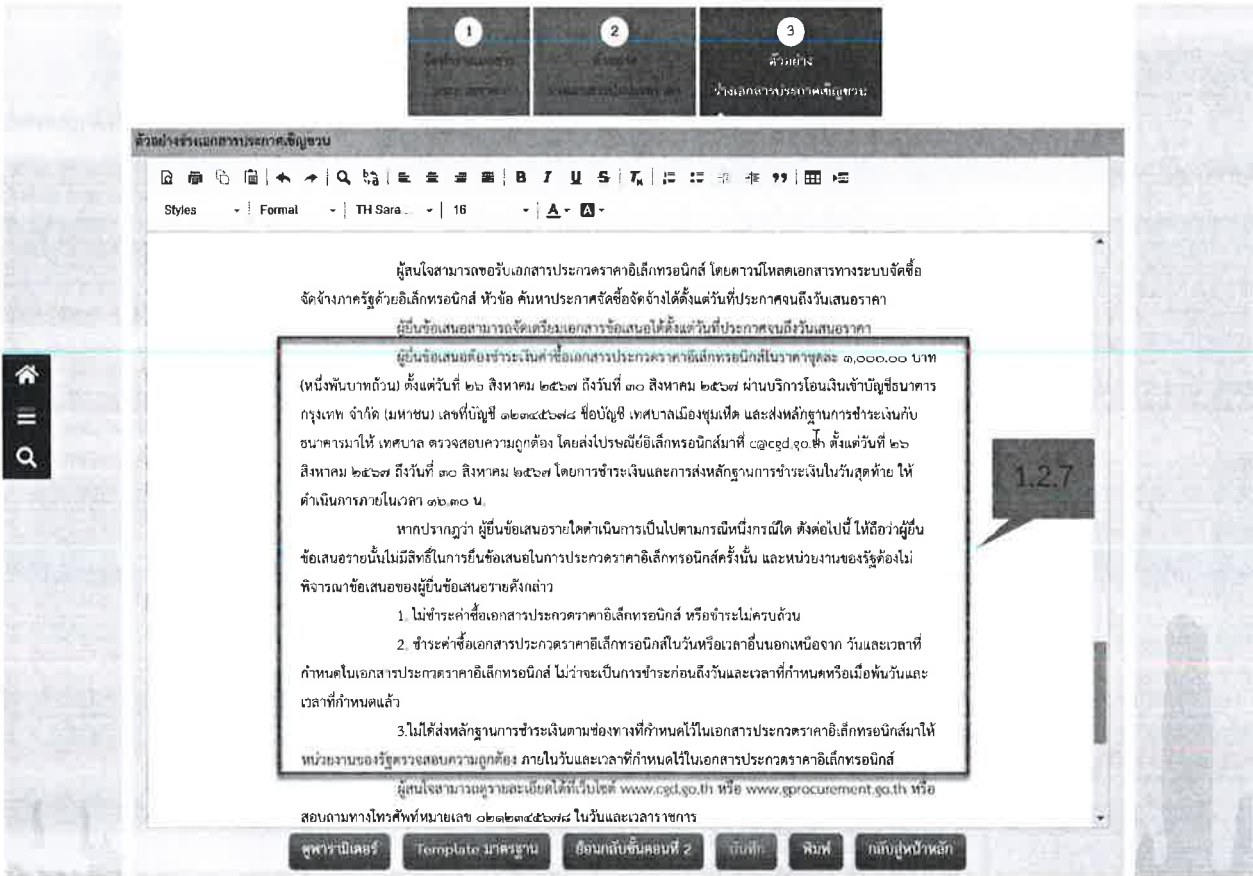 1
2
3
ตัวอย่าง
ร่างเอกสารประกาศเชิญชวน
ตัวอย่างร่างเอกสารประกาศเชิญชวน
Styles Format TH Sara... 16
ผู้สนใจสามารถขอรับเอกสารประกวดราคาอิเล็กทรอนิกส์ โดยดาวน์โหลดเอกสารทางระบบจัดซื้อ
จัดจ้างภาครัฐด้วยอิเล็กทรอนิกส์ หัวข้อ ค้นหาประกาศจัดซื้อจัดจ้างได้ตั้งแต่วันที่ประกาศจนถึงวันเสนอราคา
ผู้ยื่นข้อเสนอสามารถจัดเตรียมเอกสารข้อเสนอได้ตั้งแต่วันที่ประกาศจนถึงวันเสนอราคา
ผู้ยื่นข้อเสนอต้องชำระเงินค่าซื้อเอกสารประกวดราคาอิเล็กทรอนิกส์ในราคาชุดละ ๑,๐๐๐.๐๐ บาท
(หนึ่งพันบาทถ้วน) ตั้งแต่วันที่ ๒๖ สิงหาคม ๒๕๖๗ ถึงวันที่ ๓๐ สิงหาคม ๒๕๖๗ ผ่านบริการโอนเงินเข้าบัญชีธนาคาร
กรุงเทพ จำกัด (มหาชน) เลขที่บัญชี ๑๒๓๔๕๖๗๘ ชื่อบัญชี เทศบาลเมืองชุมเห็ด และส่งหลักฐานการชำระเงินกับ
ธนาคารมาให้ เทศบาล ตรวจสอบความถูกต้อง โดยส่งไปรษณีย์อิเล็กทรอนิกส์มาที่ ตั้งแต่วันที่ ๒๖
สิงหาคม ๒๕๖๗ ถึงวันที่ ๓๐ สิงหาคม ๒๕๖๗ โดยการชำระเงินและการส่งหลักฐานการชำระเงินในวันสุดท้าย ให้
ดำเนินการภายในเวลา ๑๖.๓๐ น.
1.2.7
หากปรากฏว่า ผู้ยื่นข้อเสนอรายใดดำเนินการเป็นไปตามกรณีหนึ่งกรณีใด ดังต่อไปนี้ ให้ถือว่าผู้ยื่น
ข้อเสนอรายนั้นไม่มีสิทธิ์ในการยื่นข้อเสนอในการประกวดราคาอิเล็กทรอนิกส์ครั้งนั้น และหน่วยงานของรัฐต้องไม่
พิจารณาข้อเสนอของผู้ยื่นข้อเสนอรายดังกล่าว
1. ไม่ชำระค่าซื้อเอกสารประกวดราคาอิเล็กทรอนิกส์ หรือชำระไม่ครบถ้วน
2. ชำระค่าซื้อเอกสารประกวดราคาอิเล็กทรอนิกส์ในวันหรือเวลาอื่นนอกเหนือจาก วันและเวลาที่
กำหนดในเอกสารประกวดราคาอิเล็กทรอนิกส์ ไม่ว่าจะเป็นการชำระก่อนถึงวันและเวลาที่กำหนดหรือเมื่อพ้นวันและ
เวลาที่กำหนดแล้ว
3.ไม่ได้ส่งหลักฐานการชำระเงินตามช่องทางที่กำหนดไว้ในเอกสารประกวดราคาอิเล็กทรอนิกส์มาให้
หน่วยงานของรัฐตรวจสอบความถูกต้อง ภายในวันและเวลาที่กำหนดไว้ในเอกสารประกวดราคาอิเล็กทรอนิกส์
ผู้สนใจสามารถดูรายละเอียดได้ที่เว็บไซต์ www.cgd.go.th หรือ www.gprocurement.go.th หรือ
สอบถามทางโทรศัพท์หมายเลข ๐๒๑๒๓๔๕๖๗๘ ในวันและเวลาราชการ
ดูพารามิเตอร์ Template มาตรฐาน ย้อนกลับขั้นตอนที่ 2 บันทึก พิมพ์ กลับสู่หน้าหลัก